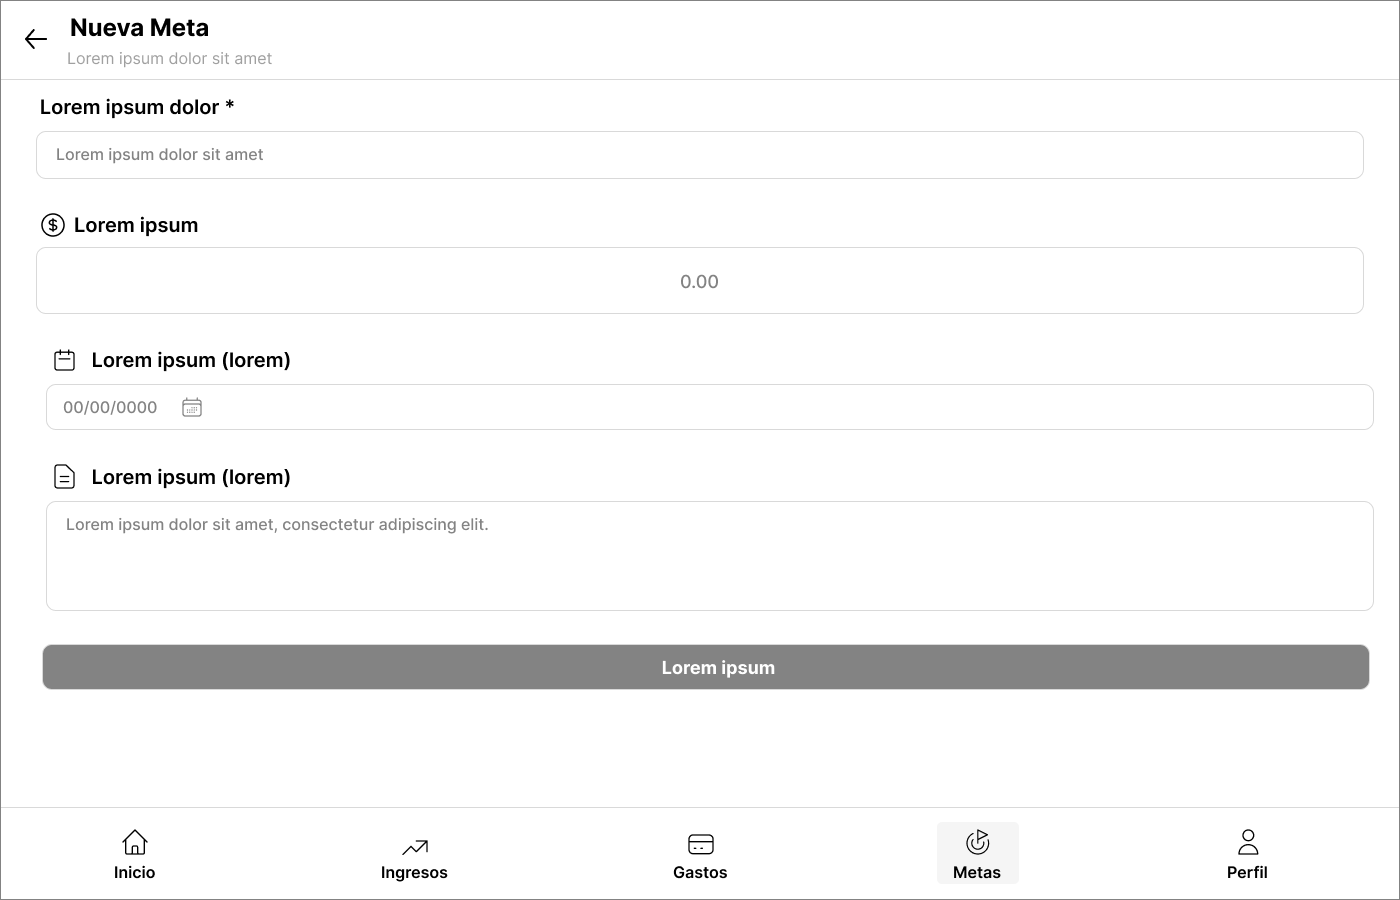 Nueva Meta
Lorem ipsum dolor sit amet
Lorem ipsum dolor *
Lorem ipsum dolor sit amet
Lorem ipsum
0.00
Lorem ipsum (lorem)
00/00/0000
Lorem ipsum (lorem)
Lorem ipsum dolor sit amet, consectetur adipiscing elit.
Lorem ipsum
Inicio Ingresos Gastos Metas Perfil